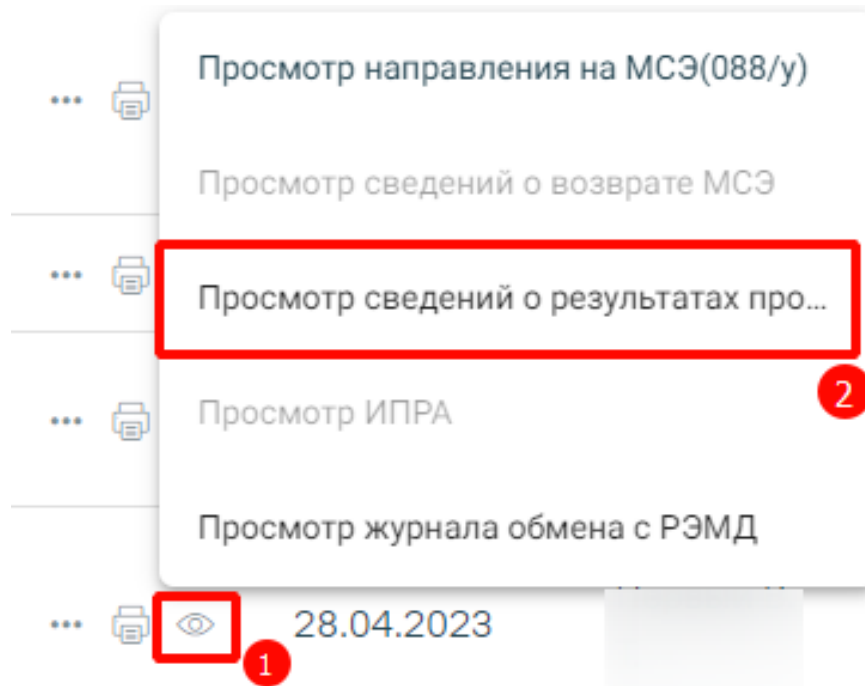 Просмотр направления на МСЭ(088/у)
Просмотр сведений о возврате МСЭ
Просмотр сведений о результатах про...
2
Просмотр ИПРА
Просмотр журнала обмена с РЭМД
28.04.2023
1